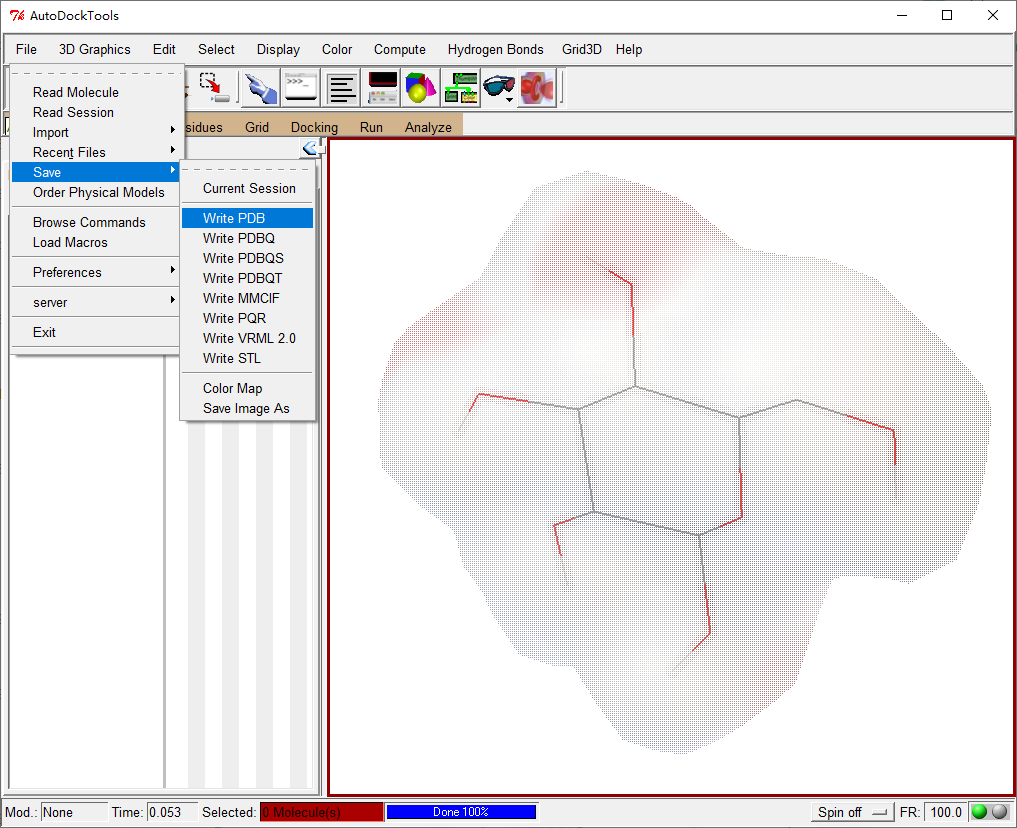 AutoDockTools
File 3D Graphics Edit Select Display Color Compute Hydrogen Bonds Grid3D Help
>>>
sidues Grid Docking Run Analyze
Read Molecule
Read Session
Import
Recent Files
Save
Order Physical Models
Browse Commands
Load Macros
Preferences
server
Exit
Current Session
Write PDB
Write PDBQ
Write PDBQS
Write PDBQT
Write MMCIF
Write PQR
Write VRML 2.0
Write STL
Color Map
Save Image As
Mod.: None Time: 0.053 Selected: 0 Molecule(s) Done 100% Spin off FR: 100.0